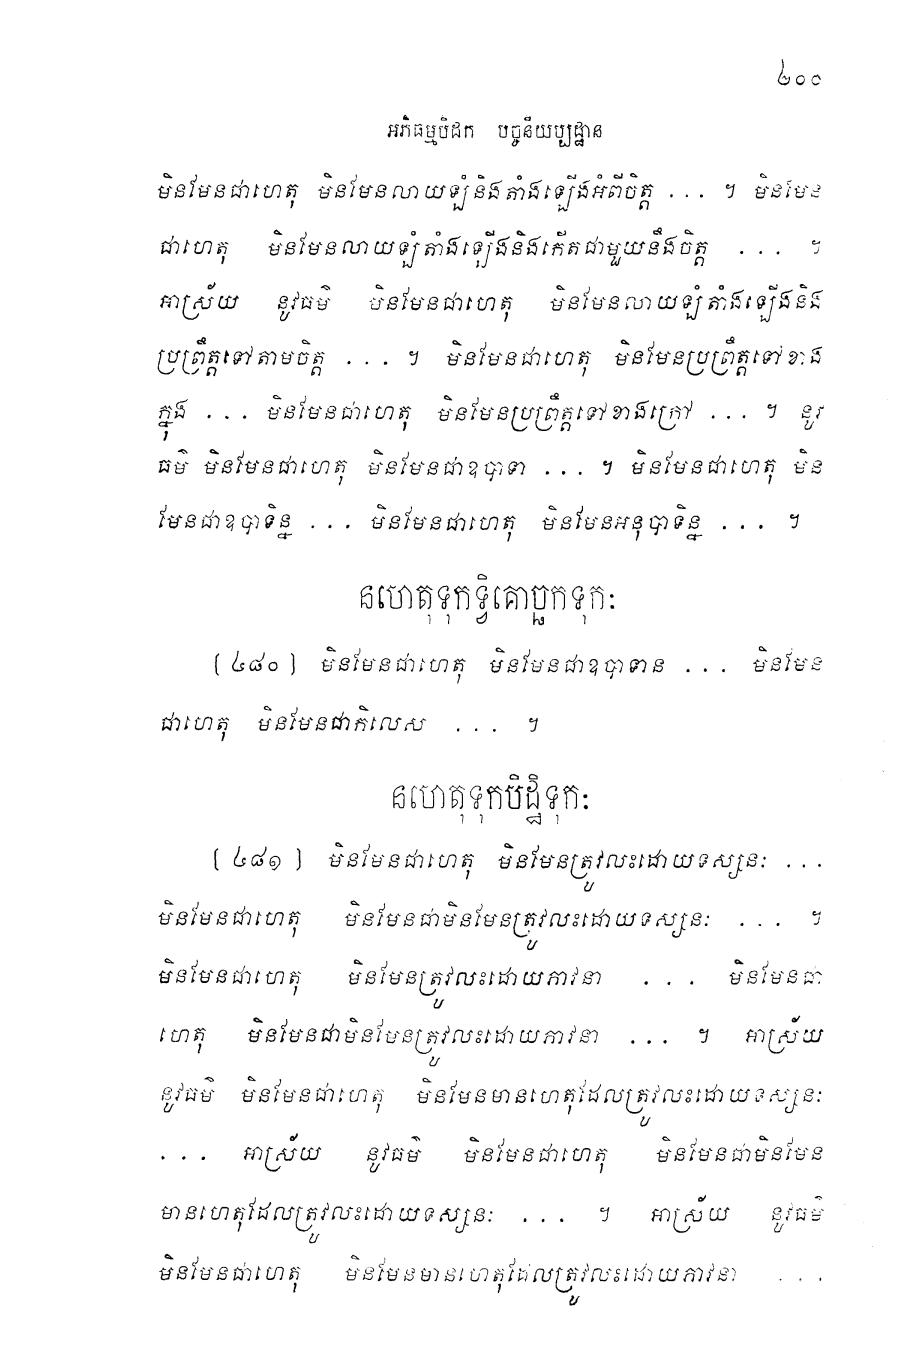 ៤០០
អភិធម្មបិដក បច្ចនីយប្បដ្ឋាន
មិនមែនជាហេតុ មិនមែនលាយឡំនិងតាំងឡើងអំពីចិត្ត ... ។ មិនមែន
ជាហេតុ មិនមែនលាយឡំតាំងឡើងនិងកើតជាមួយនឹងចិត្ត ... ។
អាស្រ័យ នូវធម៌ មិនមែនជាហេតុ មិនមែនលាយឡំតាំងឡើងនិង
ប្រព្រឹត្តទៅតាមចិត្ត ... ។ មិនមែនជាហេតុ មិនមែនប្រព្រឹត្តទៅខាង
ក្នុង ... មិនមែនជាហេតុ មិនមែនប្រព្រឹត្តទៅខាងក្រៅ ... ។ នូវ
ធម៌ មិនមែនជាហេតុ មិនមែនជាឧបាទា ... ។ មិនមែនជាហេតុ មិន
មែនជាឧបាទិន្ន ... មិនមែនជាហេតុ មិនមែនអនុបាទិន្ន ... ។
នហេតុទុកទ្វិគោច្ឆកទុកៈ
(៤៨០) មិនមែនជាហេតុ មិនមែនជាឧបាទាន ... មិនមែន
ជាហេតុ មិនមែនជាកិលេស ... ។
នហេតុទុកបិដ្ឋិទុកៈ
(៤៨១) មិនមែនជាហេតុ មិនមែនត្រូវលះដោយទស្សនៈ ...
មិនមែនជាហេតុ មិនមែនជាមិនមែនត្រូវលះដោយទស្សនៈ ... ។
មិនមែនជាហេតុ មិនមែនត្រូវលះដោយភាវនា ... មិនមែនជា
ហេតុ មិនមែនជាមិនមែនត្រូវលះដោយភាវនា ... ។ អាស្រ័យ
នូវធម៌ មិនមែនជាហេតុ មិនមែនមានហេតុដែលត្រូវលះដោយទស្សនៈ
... អាស្រ័យ នូវធម៌ មិនមែនជាហេតុ មិនមែនជាមិនមែន
មានហេតុដែលត្រូវលះដោយទស្សនៈ ... ។ អាស្រ័យ នូវធម៌
មិនមែនជាហេតុ មិនមែនមានហេតុដែលត្រូវលះដោយភាវនា ...